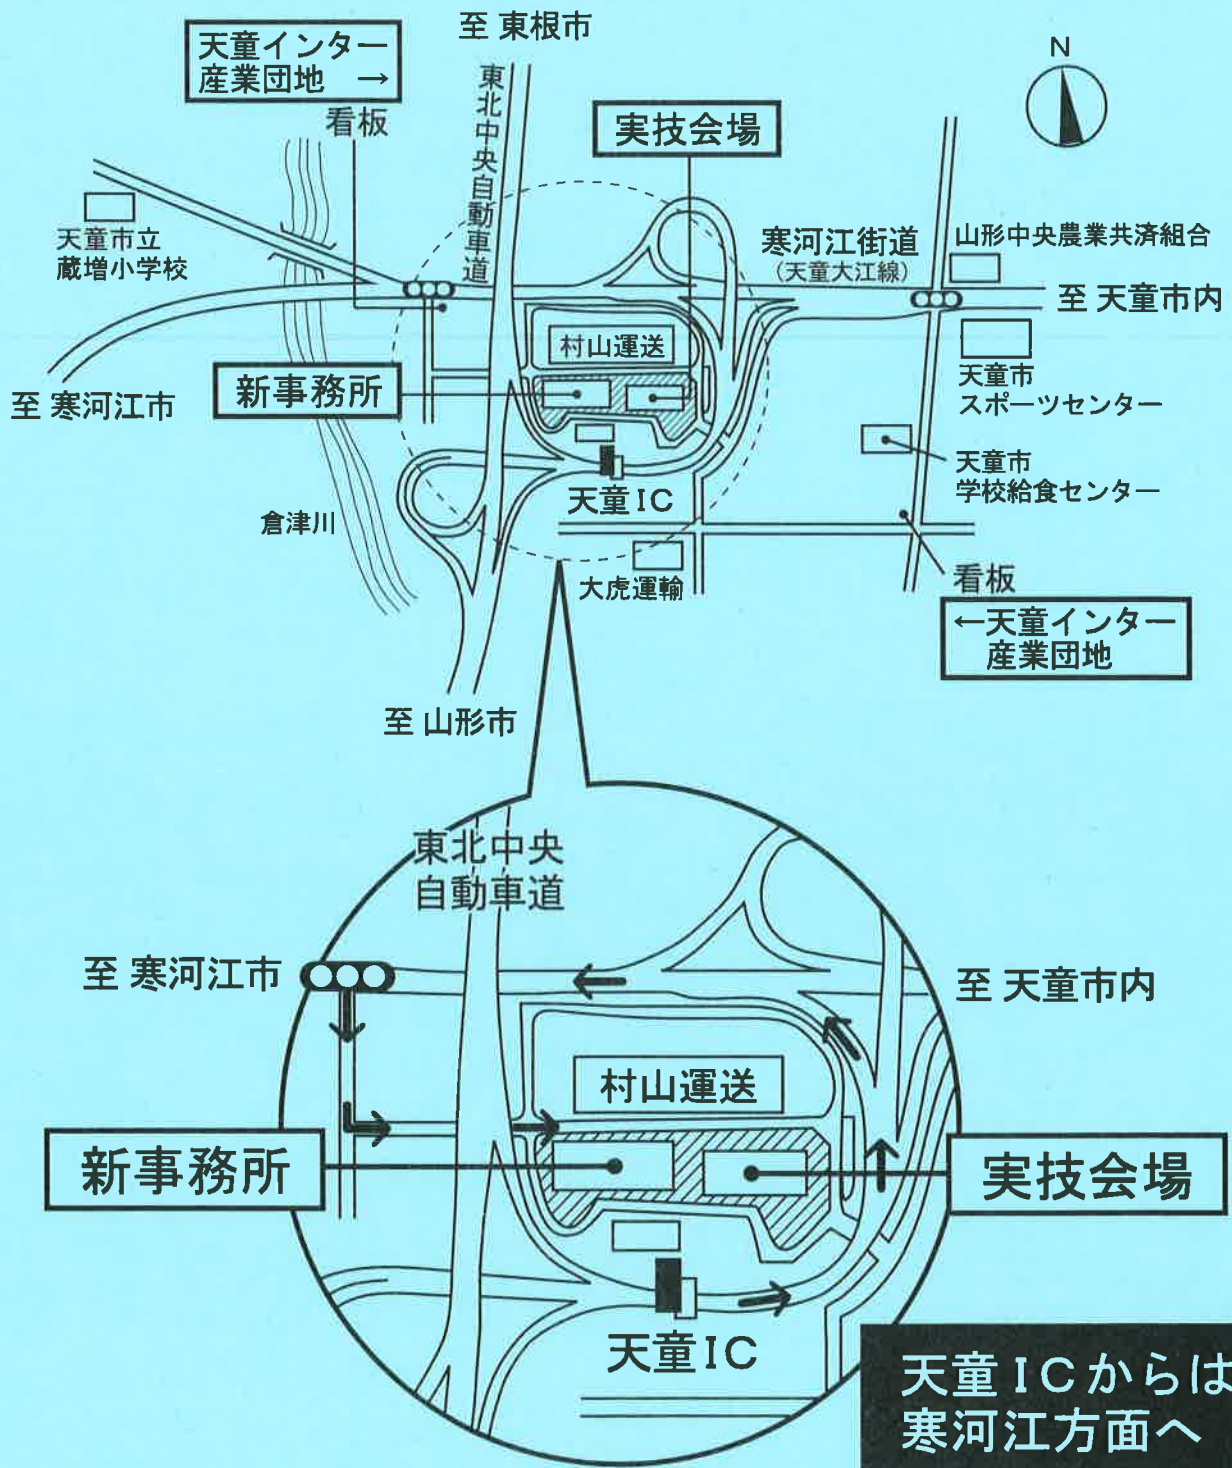 天童インター
産業団地 →
看板
至 東根市
東北中央自動車道
実技会場
N
天童市立
蔵増小学校
寒河江街道
（天童大江線）
山形中央農業共済組合
至 天童市内
村山運送
天童市
スポーツセンター
新事務所
至 寒河江市
天童市
学校給食センター
天童IC
倉津川
大虎運輸
看板
←天童インター
産業団地
至 山形市
東北中央
自動車道
至 寒河江市
至 天童市内
村山運送
新事務所
実技会場
天童IC
天童ICからは
寒河江方面へ